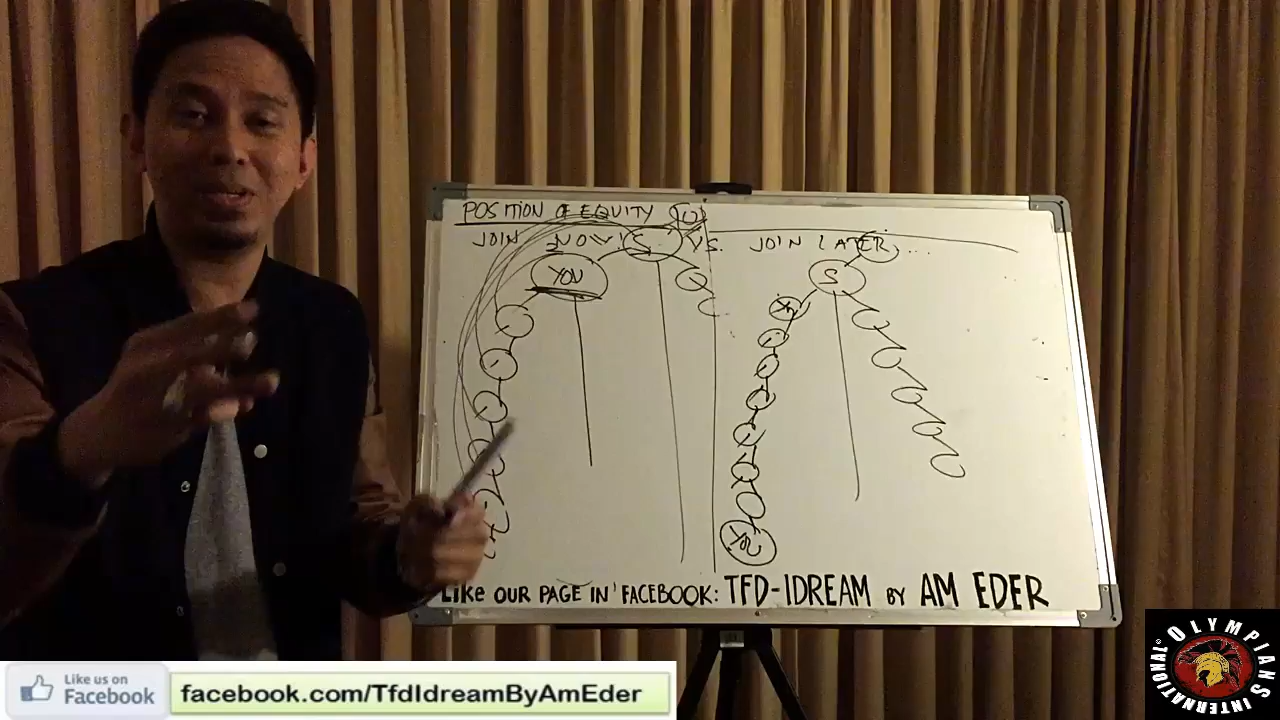 POSITION OF EQUITY
JOIN NOW! S VS. JOIN LATER...
YOU
S
YOU
Like OUR PAGE IN FACEBOOK: TFD-IDREAM BY AM EDER
Like us on
Facebook
facebook.com/TfdIdreamByAmEder
OLYMPIANS INTERNATIONAL